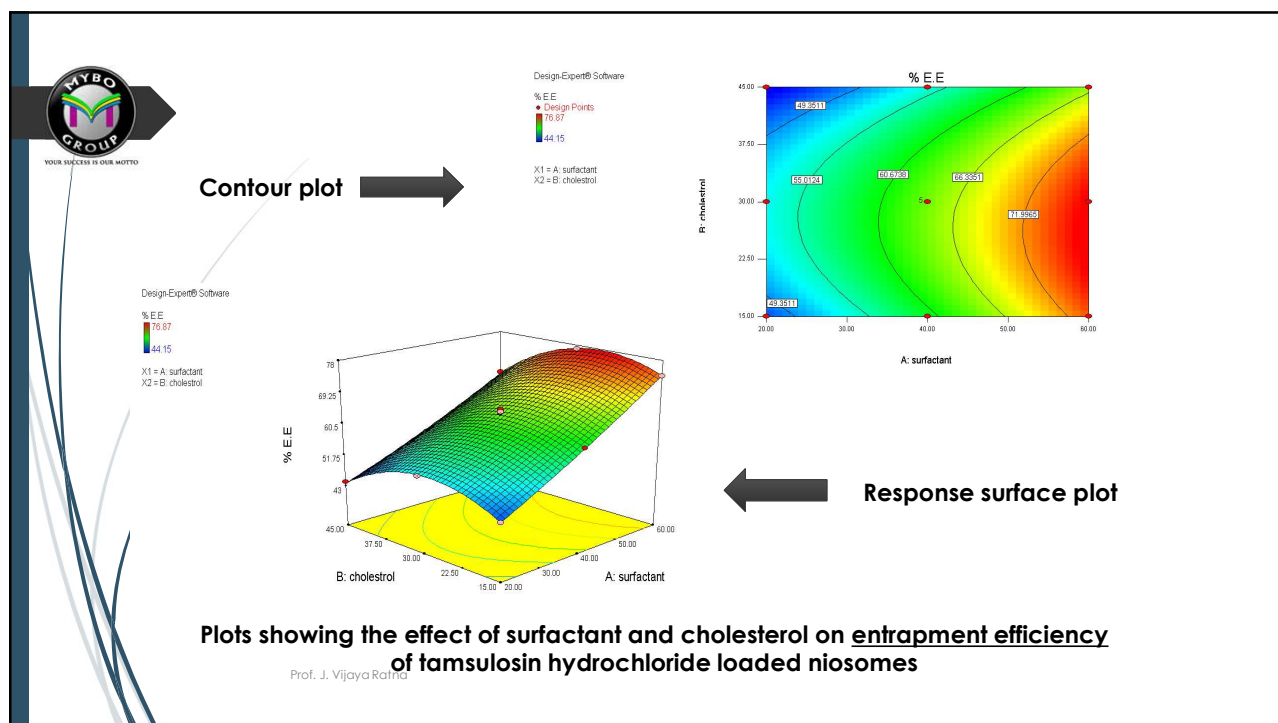 MYBO
GROUP
YOUR SUCCESS IS OUR MOTTO
Contour plot
Design-Expert® Software
% E.E
Design Points
76.87
44.15
X1 = A: surfactant
X2 = B: cholestrol
% E.E
45.00
37.50
30.00
22.50
15.00
B: cholestrol
49.3511
55.0124
60.6738
66.3351
71.9965
5
49.3511
20.00 30.00 40.00 50.00 60.00
A: surfactant
Design-Expert® Software
% E.E
76.87
44.15
X1 = A: surfactant
X2 = B: cholestrol
78
69.25
60.5
51.75
43
% E.E
45.00
37.50
30.00
22.50
15.00
B: cholestrol
20.00
30.00
40.00
50.00
60.00
A: surfactant
Response surface plot
Plots showing the effect of surfactant and cholesterol on entrapment efficiency
of tamsulosin hydrochloride loaded niosomes
Prof. J. Vijaya Ratna